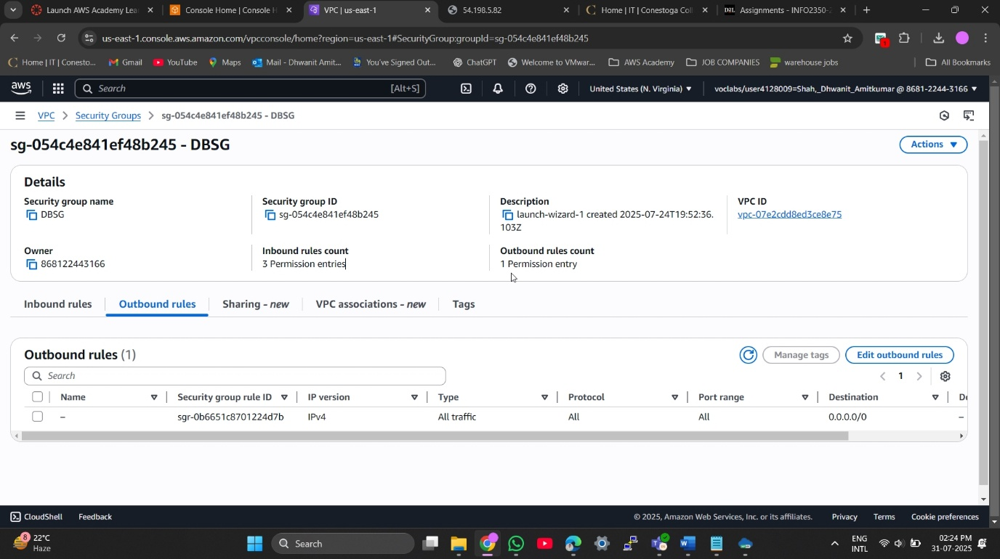 Launch AWS Academy Lea
Console Home | Console H
VPC | us-east-1
54.198.5.82
Home | IT | Conestoga Coll
D2L
Assignments - INFO2350-2
us-east-1.console.aws.amazon.com/vpcconsole/home?region=us-east-1#SecurityGroup:groupId=sg-054c4e841ef48b245
1
Home | IT | Conesto...
Gmail
YouTube
Maps
Mail - Dhwanit Amit...
You've Signed Out...
ChatGPT
Welcome to VMwar...
AWS Academy
JOB COMPANIES
warehouse jobs
All Bookmarks
aws
Search
[Alt+S]
United States (N. Virginia)
voclabs/user4128009=Shah,_Dhwanit_Amitkumar @ 8681-2244-3166
VPC > Security Groups > sg-054c4e841ef48b245 - DBSG
sg-054c4e841ef48b245 - DBSG
Actions
Details
Security group name
DBSG
Security group ID
sg-054c4e841ef48b245
Description
launch-wizard-1 created 2025-07-24T19:52:36.
103Z
VPC ID
vpc-07e2cdd8ed3ce8e75
Owner
868122443166
Inbound rules count
3 Permission entries
Outbound rules count
1 Permission entry
Inbound rules
Outbound rules
Sharing - new
VPC associations - new
Tags
Outbound rules (1)
Manage tags
Edit outbound rules
Search
1
Name
Security group rule ID
IP version
Type
Protocol
Port range
Destination
–
sgr-0b6651c8701224d7b
IPv4
All traffic
All
All
0.0.0.0/0
–
CloudShell
Feedback
© 2025, Amazon Web Services, Inc. or its affiliates.
Privacy
Terms
Cookie preferences
8
22°C
Haze
Search
ENG
INTL
02:24 PM
31-07-2025